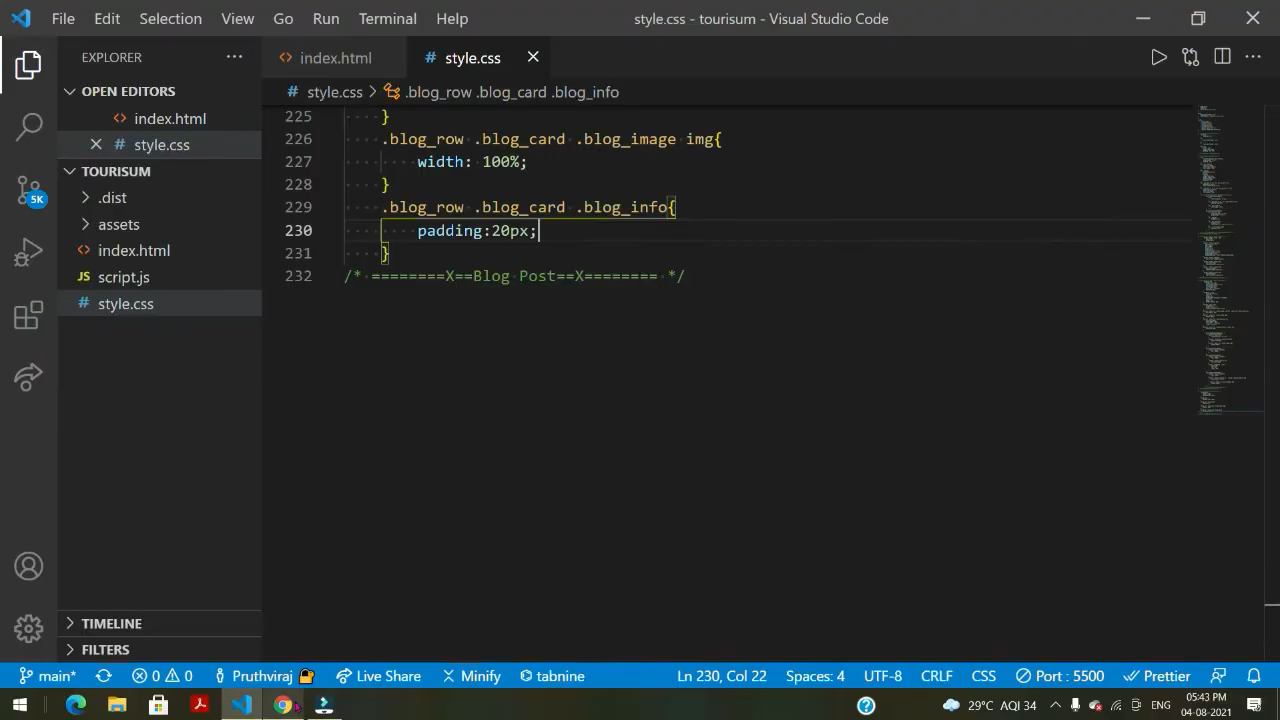 File Edit Selection View Go Run Terminal Help style.css - tourisum - Visual Studio Code
EXPLORER
index.html
style.css
OPEN EDITORS
index.html
style.css
TOURISUM
.dist
assets
index.html
script.js
style.css
5K
TIMELINE
FILTERS
style.css > .blog_row .blog_card .blog_info
225 }
226 .blog_row .blog_card .blog_image img{
227 width: 100%;
228 }
229 .blog_row .blog_card .blog_info{
230 padding:20px;
231 }
232 /* ========X==Blog Post==X======== */
main* 0 0 Pruthviraj Live Share Minify tabnine Ln 230, Col 22 Spaces: 4 UTF-8 CRLF CSS Port : 5500 Prettier
29°C AQI 34 ENG 05:43 PM
04-08-2021